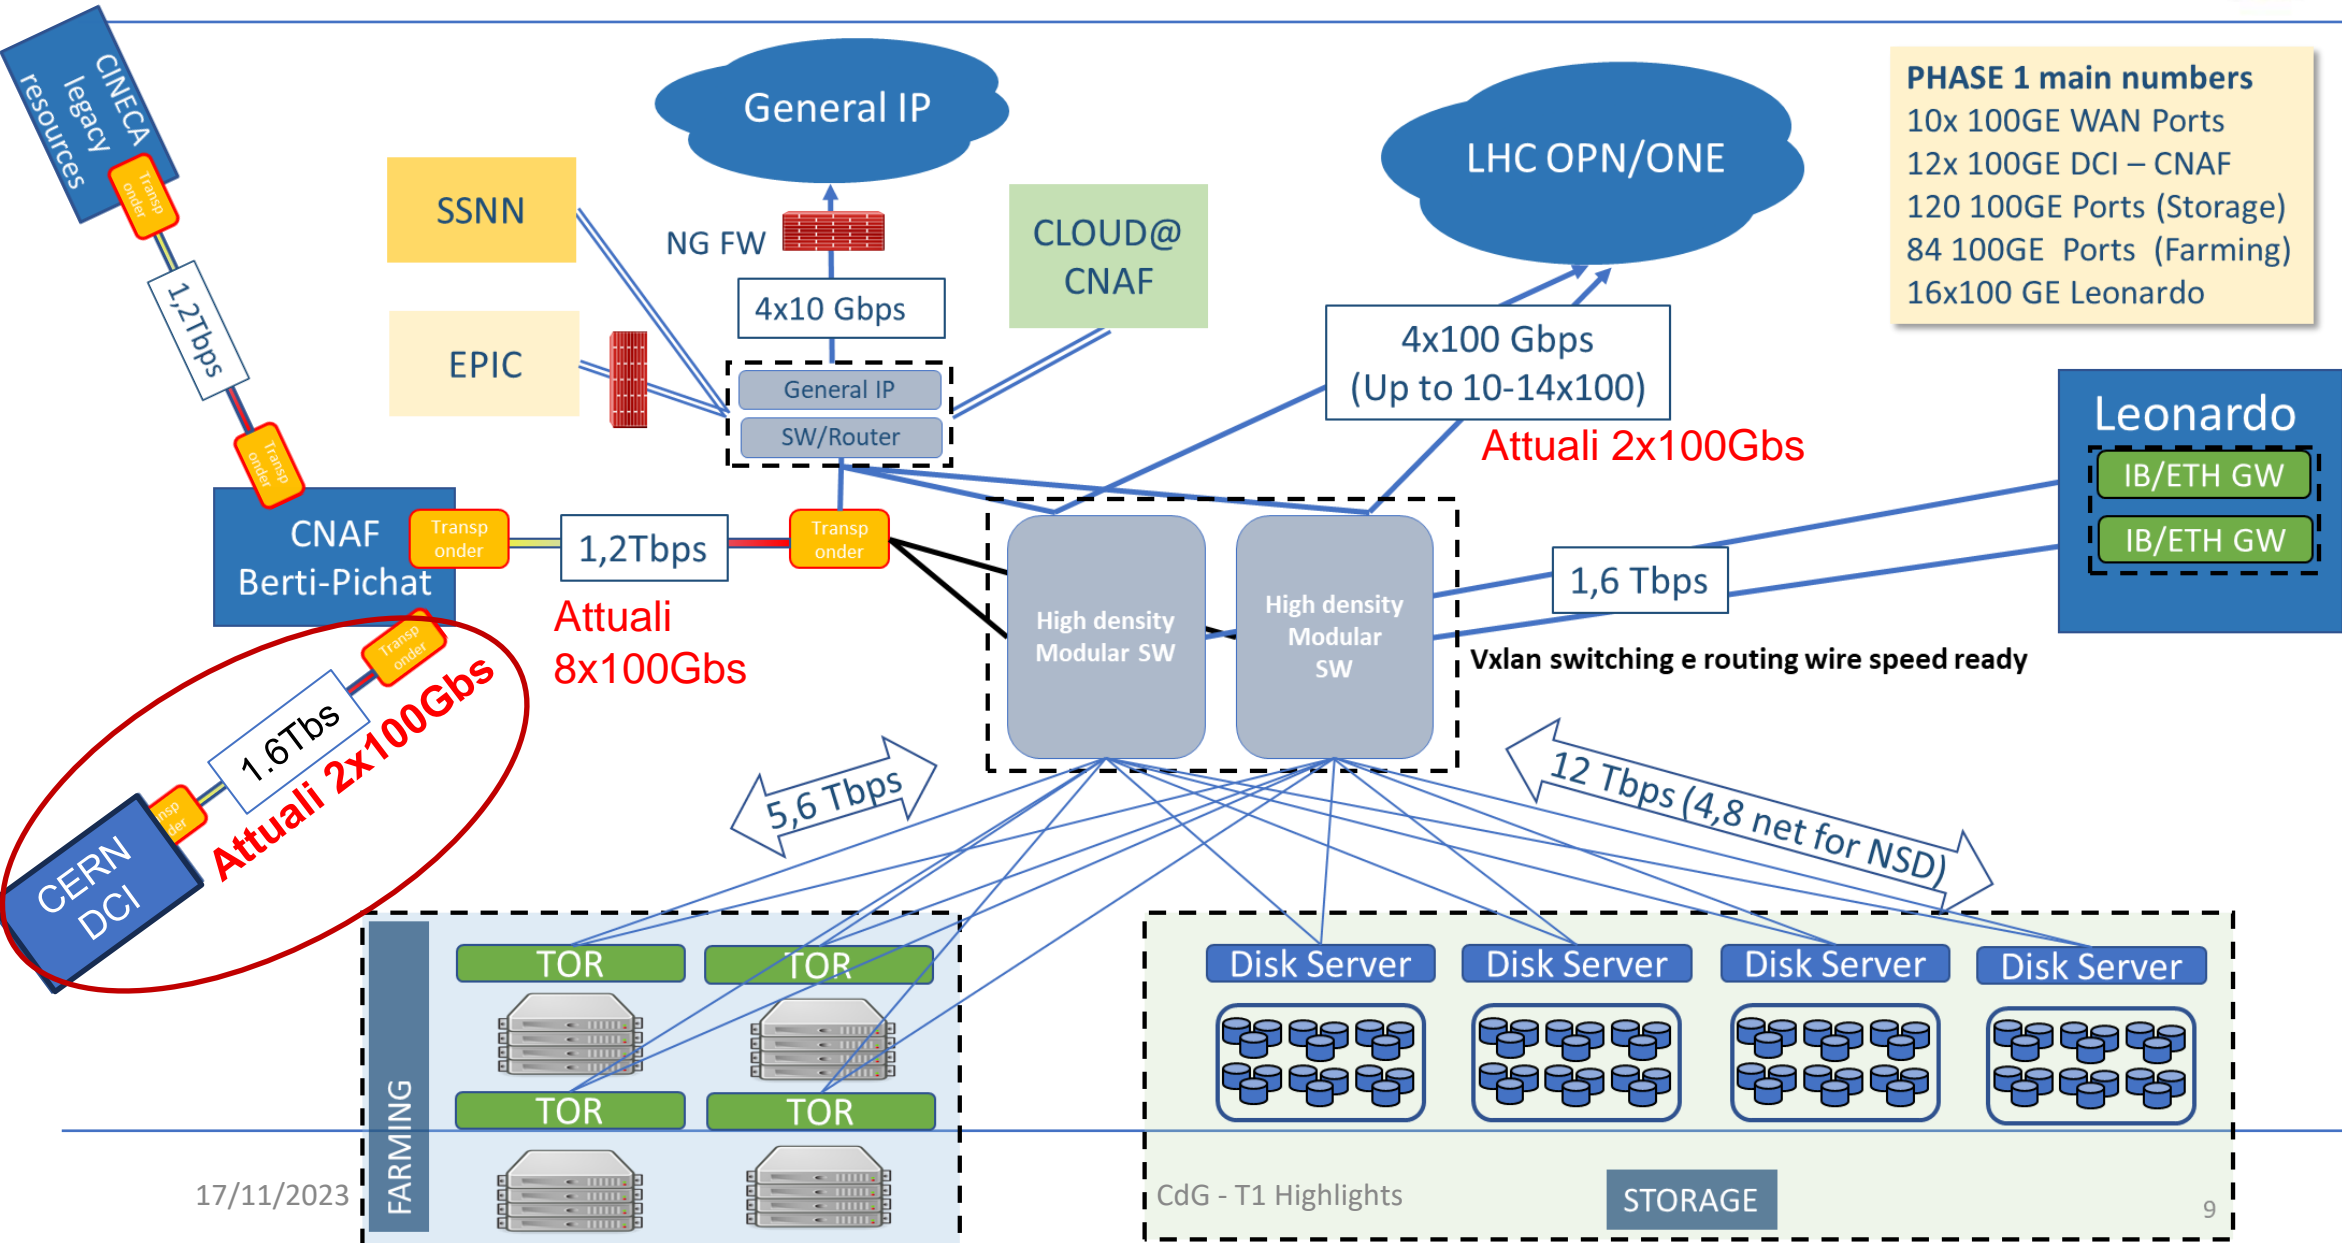 CINECA
legacy
resources
Transp
onder
1,2Tbps
Transp
onder
General IP
LHC OPN/ONE
PHASE 1 main numbers
10x 100GE WAN Ports
12x 100GE DCI – CNAF
120 100GE Ports (Storage)
84 100GE  Ports  (Farming)
16x100 GE Leonardo
SSNN
NG FW
CLOUD@
CNAF
4x10 Gbps
EPIC
General IP
SW/Router
4x100 Gbps
(Up to 10-14x100)
Attuali 2x100Gbs
Leonardo
IB/ETH GW
IB/ETH GW
CNAF
Berti-Pichat
Transp
onder
1,2Tbps
Transp
onder
Attuali
8x100Gbs
High density
Modular SW
High density
Modular
SW
1,6 Tbps
Vxlan switching e routing wire speed ready
Transp
onder
1.6Tbs
Attuali 2x100Gbs
nsp
der
CERN
DCI
5,6 Tbps
12 Tbps (4,8 net for NSD)
FARMING
TOR
TOR
TOR
TOR
Disk Server
Disk Server
Disk Server
Disk Server
STORAGE
17/11/2023
CdG - T1 Highlights
9